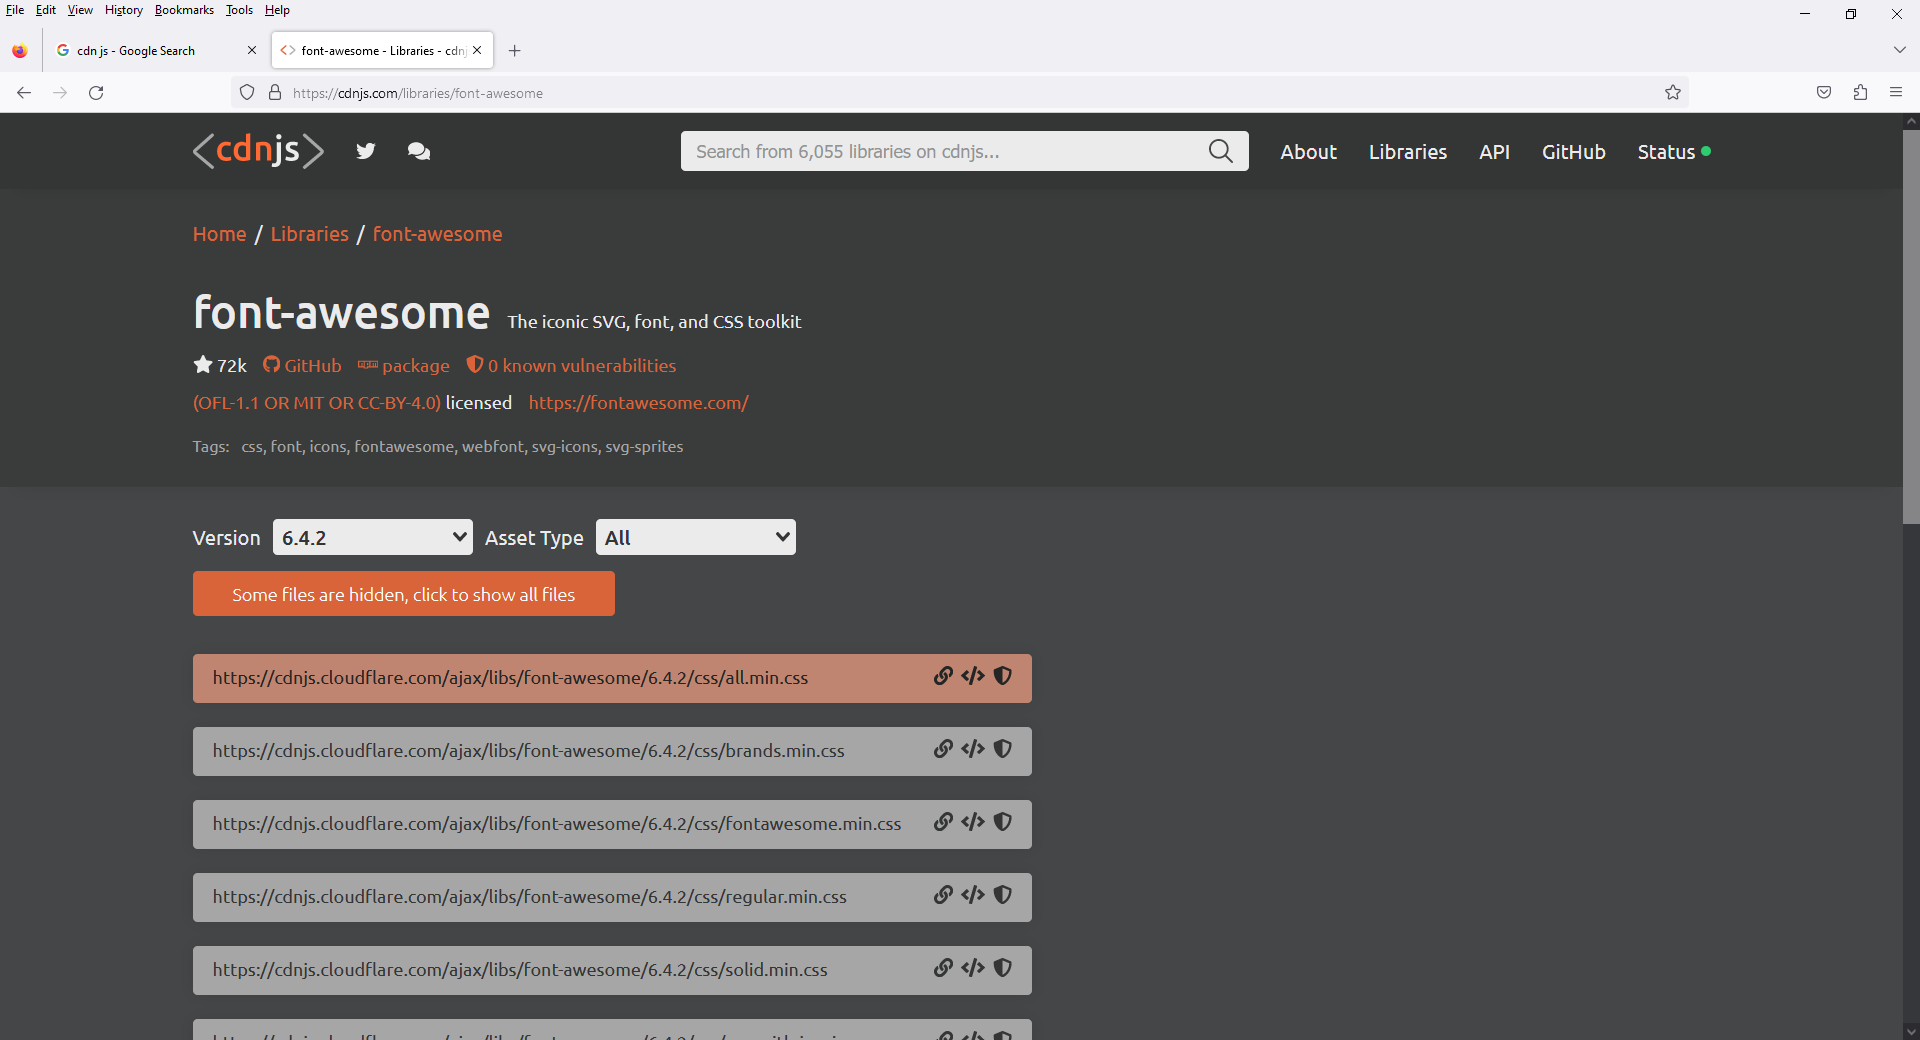 File Edit View History Bookmarks Tools Help
cdn js - Google Search
font-awesome - Libraries - cdnj
https://cdnjs.com/libraries/font-awesome
<cdnjs>
Search from 6,055 libraries on cdnjs...
About Libraries API GitHub Status
Home / Libraries / font-awesome
font-awesome The iconic SVG, font, and CSS toolkit
72k GitHub package 0 known vulnerabilities
(OFL-1.1 OR MIT OR CC-BY-4.0) licensed https://fontawesome.com/
Tags: css, font, icons, fontawesome, webfont, svg-icons, svg-sprites
Version 6.4.2 Asset Type All
Some files are hidden, click to show all files
https://cdnjs.cloudflare.com/ajax/libs/font-awesome/6.4.2/css/all.min.css
https://cdnjs.cloudflare.com/ajax/libs/font-awesome/6.4.2/css/brands.min.css
https://cdnjs.cloudflare.com/ajax/libs/font-awesome/6.4.2/css/fontawesome.min.css
https://cdnjs.cloudflare.com/ajax/libs/font-awesome/6.4.2/css/regular.min.css
https://cdnjs.cloudflare.com/ajax/libs/font-awesome/6.4.2/css/solid.min.css